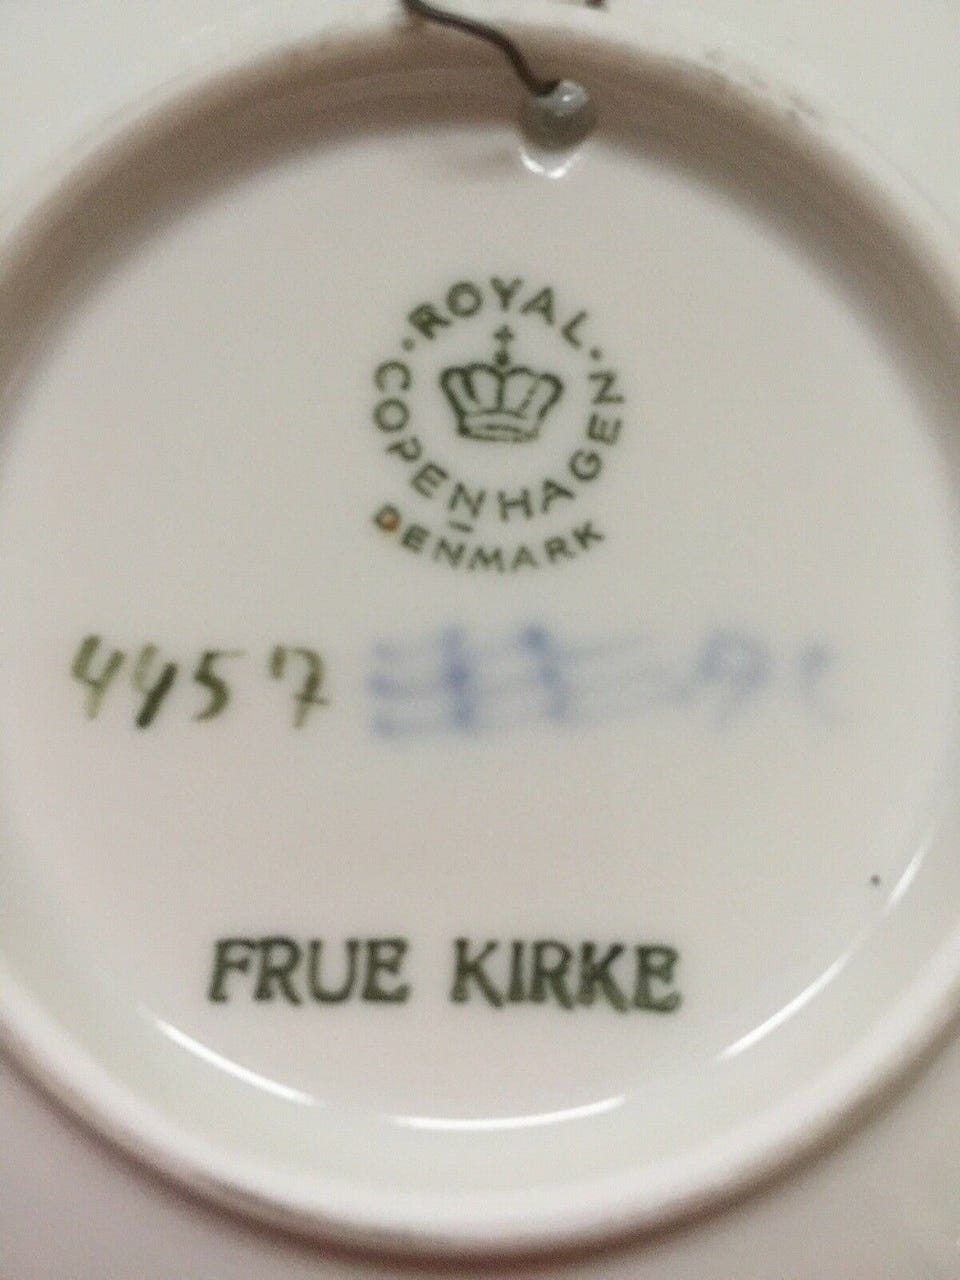 ROYAL
COPENHAGEN
DENMARK
4457
FRUE KIRKE